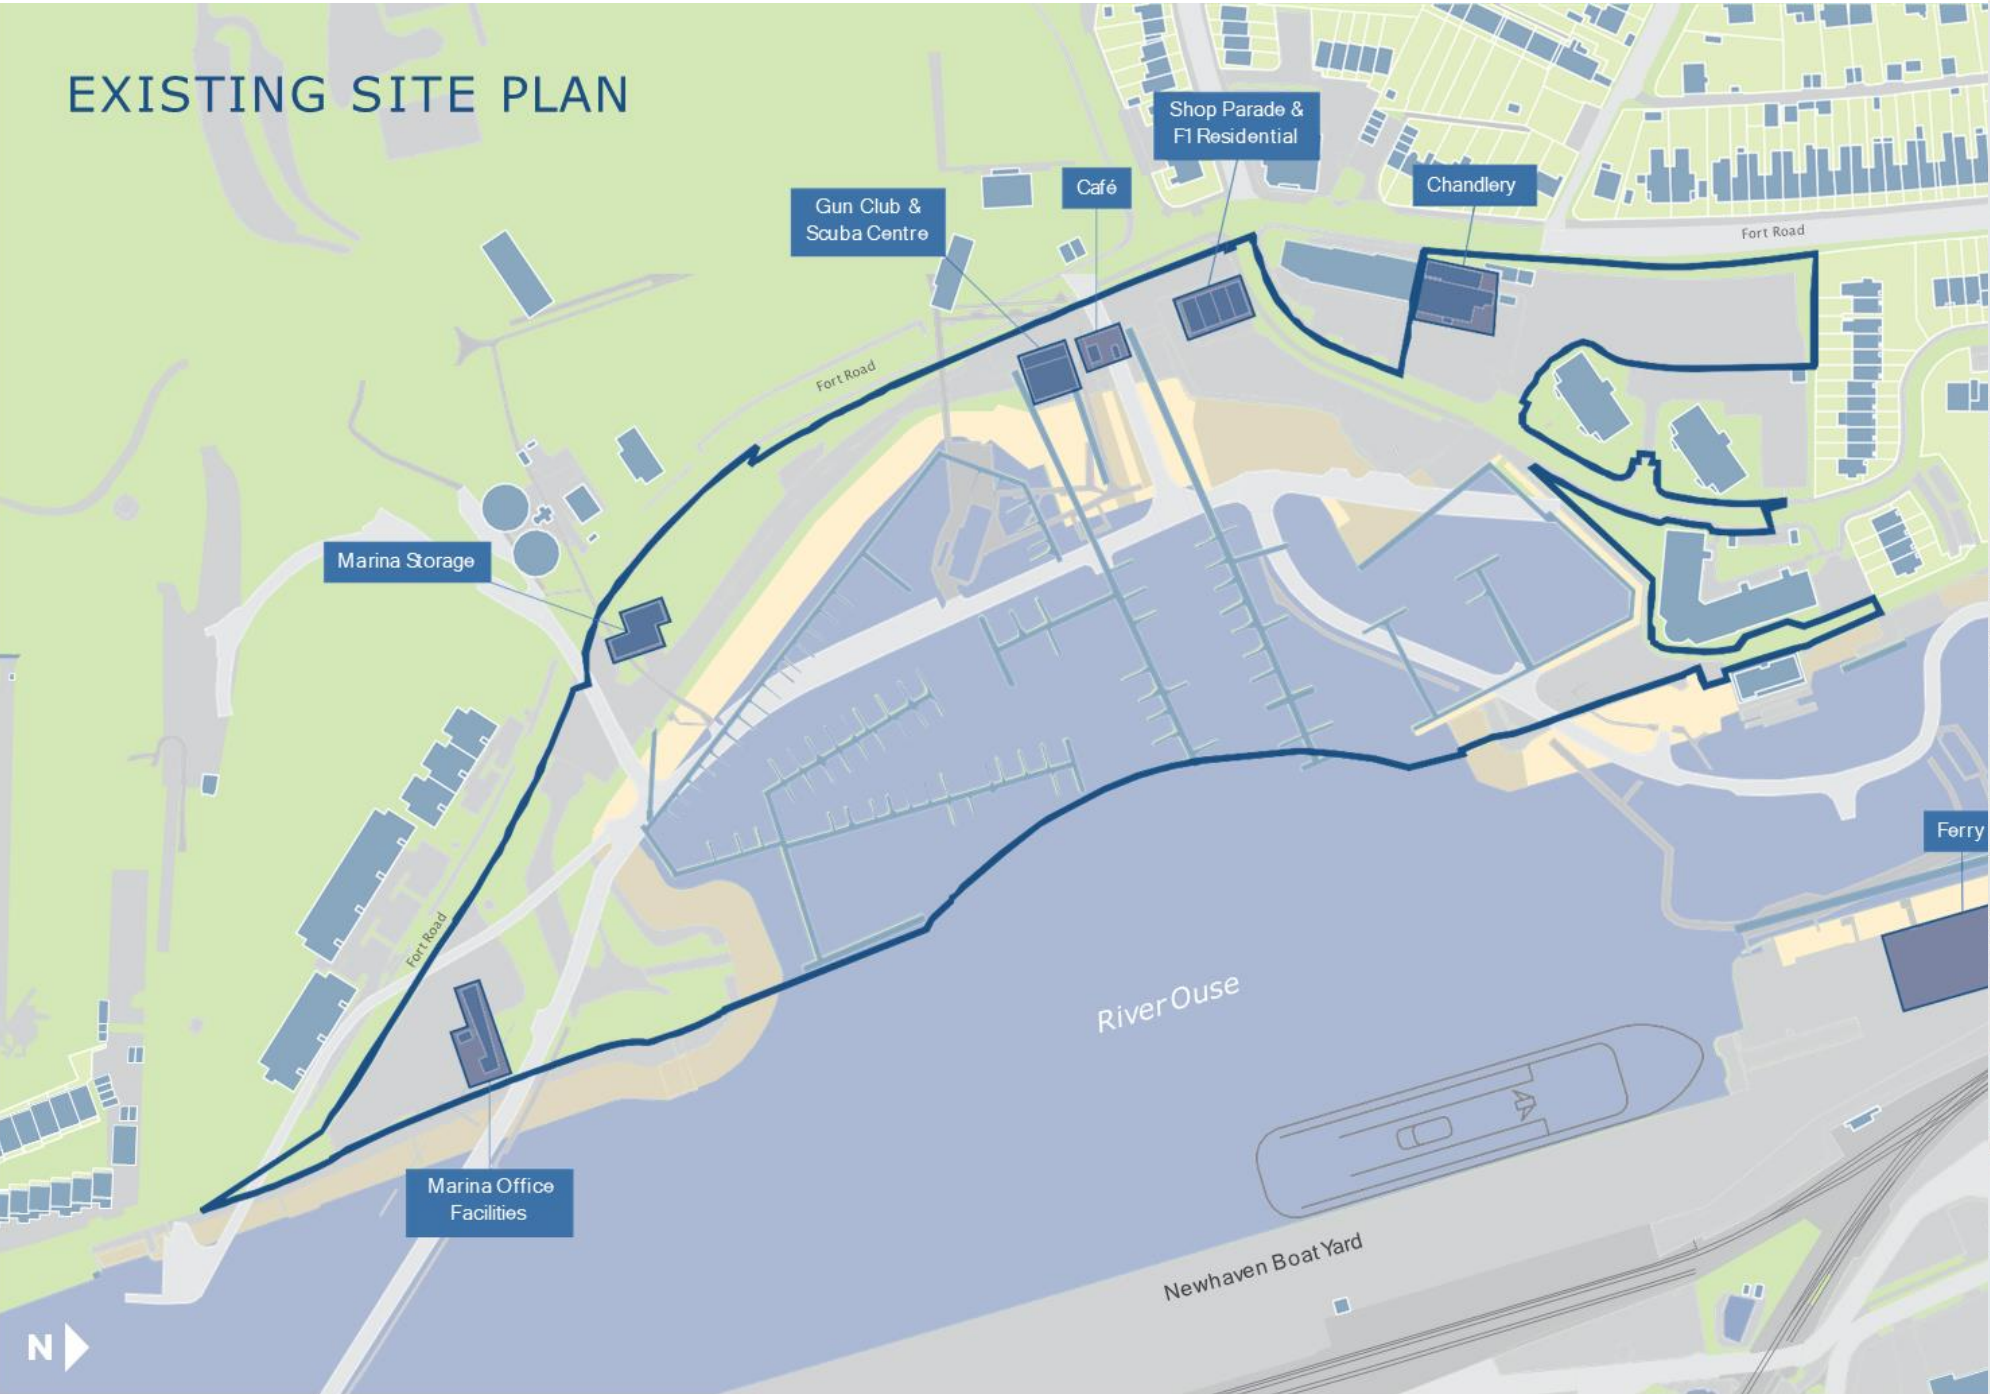 EXISTING SITE PLAN
Shop Parade &
F1 Residential
Café
Chandlery
Gun Club &
Scuba Centre
Fort Road
Fort Road
Marina Storage
Ferry
Fort Road
River Ouse
Marina Office
Facilities
Newhaven Boat Yard
N